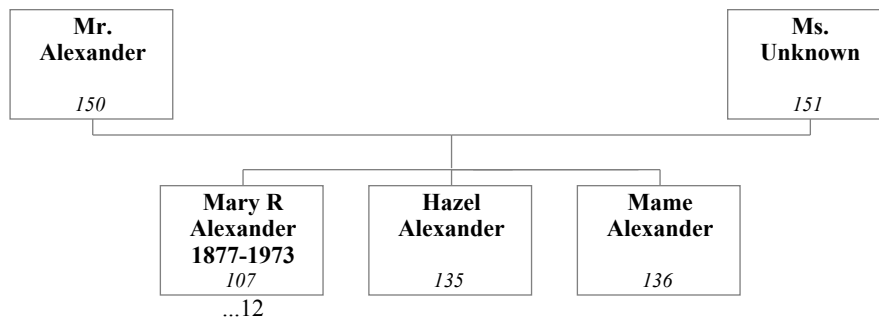 Mr.
Alexander
150
Ms.
Unknown
151
Mary R
Alexander
1877-1973
107
...12
Hazel
Alexander
135
Mame
Alexander
136